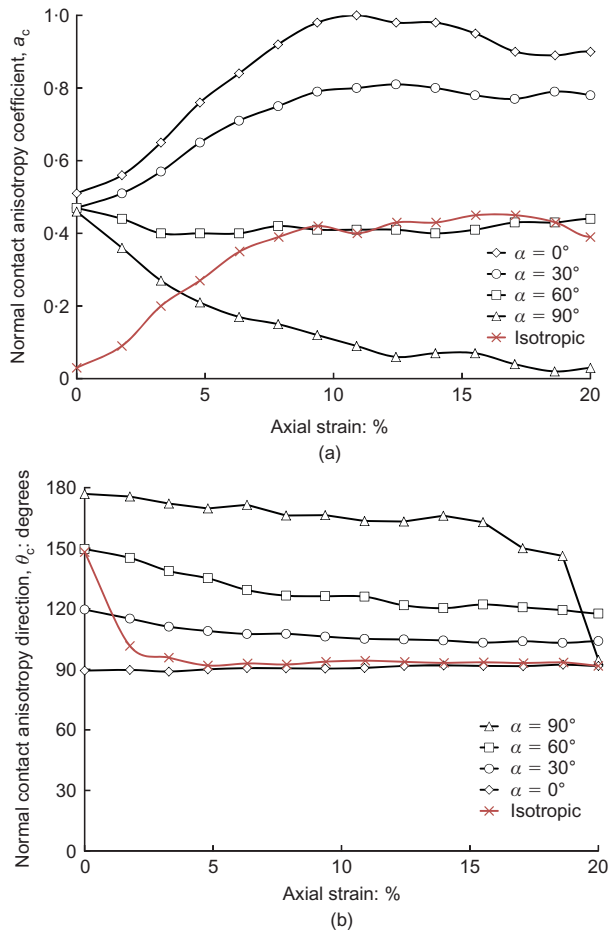 1·0
0·8
0·6
0·4
0·2
0
Normal contact anisotropy coefficient, a_c
α = 0°
α = 30°
α = 60°
α = 90°
Isotropic
0 5 10 15 20
Axial strain: %
(a)
180
150
120
90
60
30
0
Normal contact anisotropy direction, θ_c: degrees
α = 90°
α = 60°
α = 30°
α = 0°
Isotropic
0 5 10 15 20
Axial strain: %
(b)